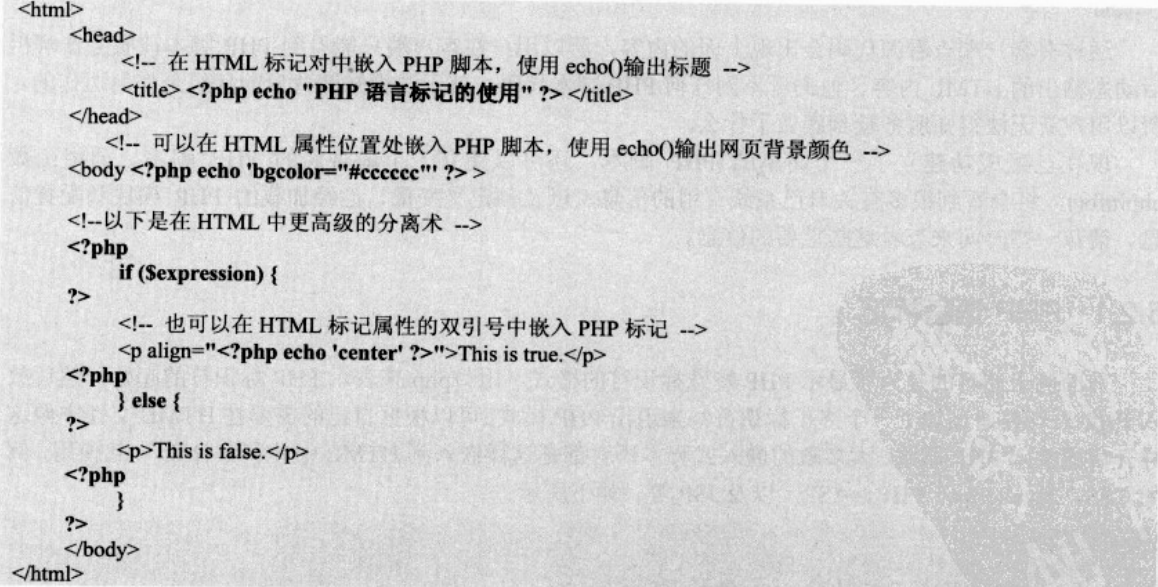 <html>
<head>
<!-- 在 HTML 标记对中嵌入 PHP 脚本，使用 echo()输出标题 -->
<title> <?php echo "PHP 语言标记的使用" ?> </title>
</head>
<!-- 可以在 HTML 属性位置处嵌入 PHP 脚本，使用 echo()输出网页背景颜色 -->
<body <?php echo 'bgcolor="#cccccc"' ?> >
<!--以下是在 HTML 中更高级的分离术 -->
<?php
if ($expression) {
?>
<!-- 也可以在 HTML 标记属性的双引号中嵌入 PHP 标记 -->
<p align="<?php echo 'center' ?>">This is true.</p>
<?php
} else {
?>
<p>This is false.</p>
<?php
}
?>
</body>
</html>